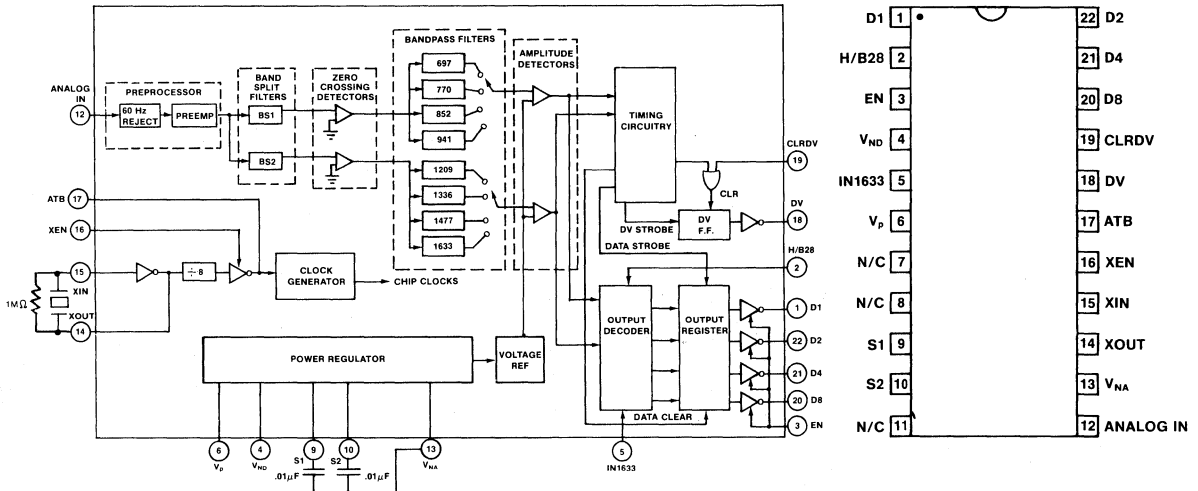 BANDPASS FILTERS
AMPLITUDE
DETECTORS
ANALOG
IN
12
PREPROCESSOR
60 Hz
REJECT
PREEMP
BAND
SPLIT
FILTERS
BS1
BS2
ZERO
CROSSING
DETECTORS
697
770
852
941
1209
1336
1477
1633
TIMING
CIRCUITRY
CLRDV
19
CLR
DV
18
DV STROBE
DV
F.F.
DATA STROBE
H/B28
2
ATB 17
XEN 16
15
XIN
1MΩ
XOUT
14
÷8
CLOCK
GENERATOR
CHIP CLOCKS
OUTPUT
DECODER
OUTPUT
REGISTER
1 D1
22 D2
21 D4
20 D8
3 EN
DATA CLEAR
POWER REGULATOR
VOLTAGE
REF
6
VP
4
VND
9
S1
.01μF
10
S2
.01μF
13
VNA
5
IN1633
D1 1
H/B28 2
EN 3
VND 4
IN1633 5
Vp 6
N/C 7
N/C 8
S1 9
S2 10
N/C 11
22 D2
21 D4
20 D8
19 CLRDV
18 DV
17 ATB
16 XEN
15 XIN
14 XOUT
13 VNA
12 ANALOG IN